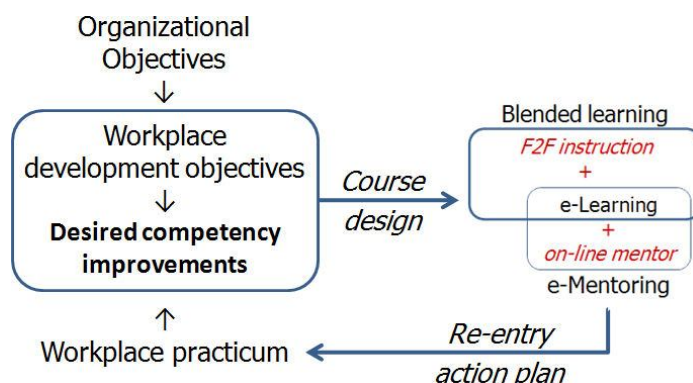 Organizational
Objectives
↓
Workplace
development objectives
↓
Desired competency
improvements
↑
Workplace practicum
Course
design
Blended learning
F2F instruction
+
e-Learning
+
on-line mentor
e-Mentoring
Re-entry
action plan